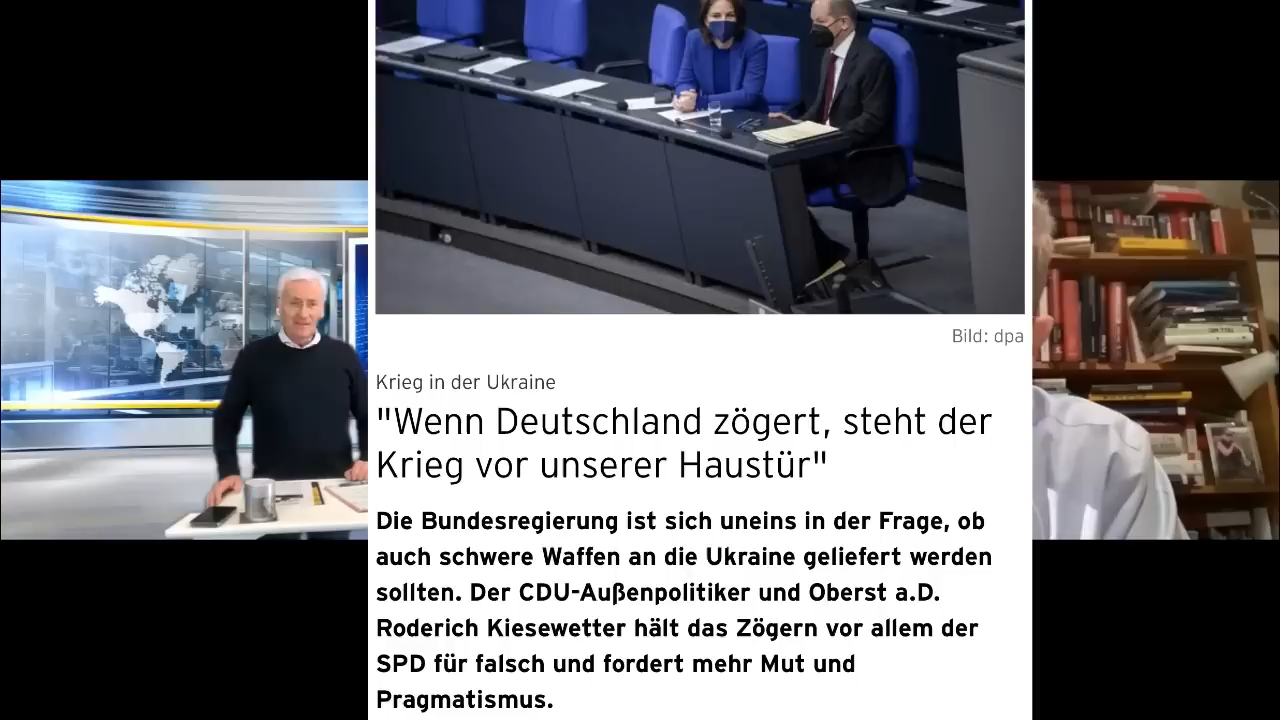 Bild: dpa
Krieg in der Ukraine
"Wenn Deutschland zögert, steht der
Krieg vor unserer Haustür"
Die Bundesregierung ist sich uneins in der Frage, ob
auch schwere Waffen an die Ukraine geliefert werden
sollten. Der CDU-Außenpolitiker und Oberst a.D.
Roderich Kiesewetter hält das Zögern vor allem der
SPD für falsch und fordert mehr Mut und
Pragmatismus.